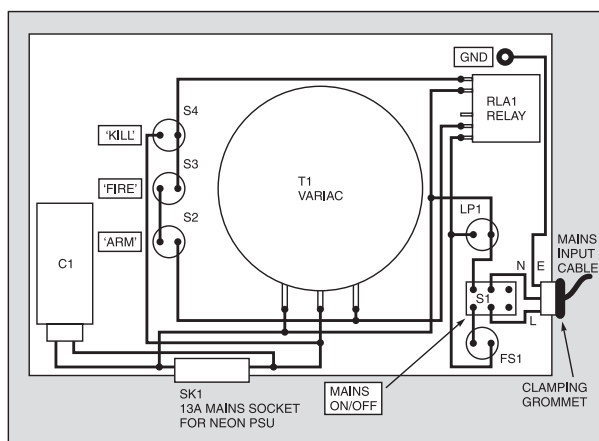 GND
S4
RLA1
RELAY
'KILL'
S3
T1
VARIAC
'FIRE'
S2
LP1
'ARM'
C1
N
E
MAINS
INPUT
CABLE
S1
L
FS1
SK1
13A MAINS SOCKET
FOR NEON PSU
MAINS
ON/OFF
CLAMPING
GROMMET